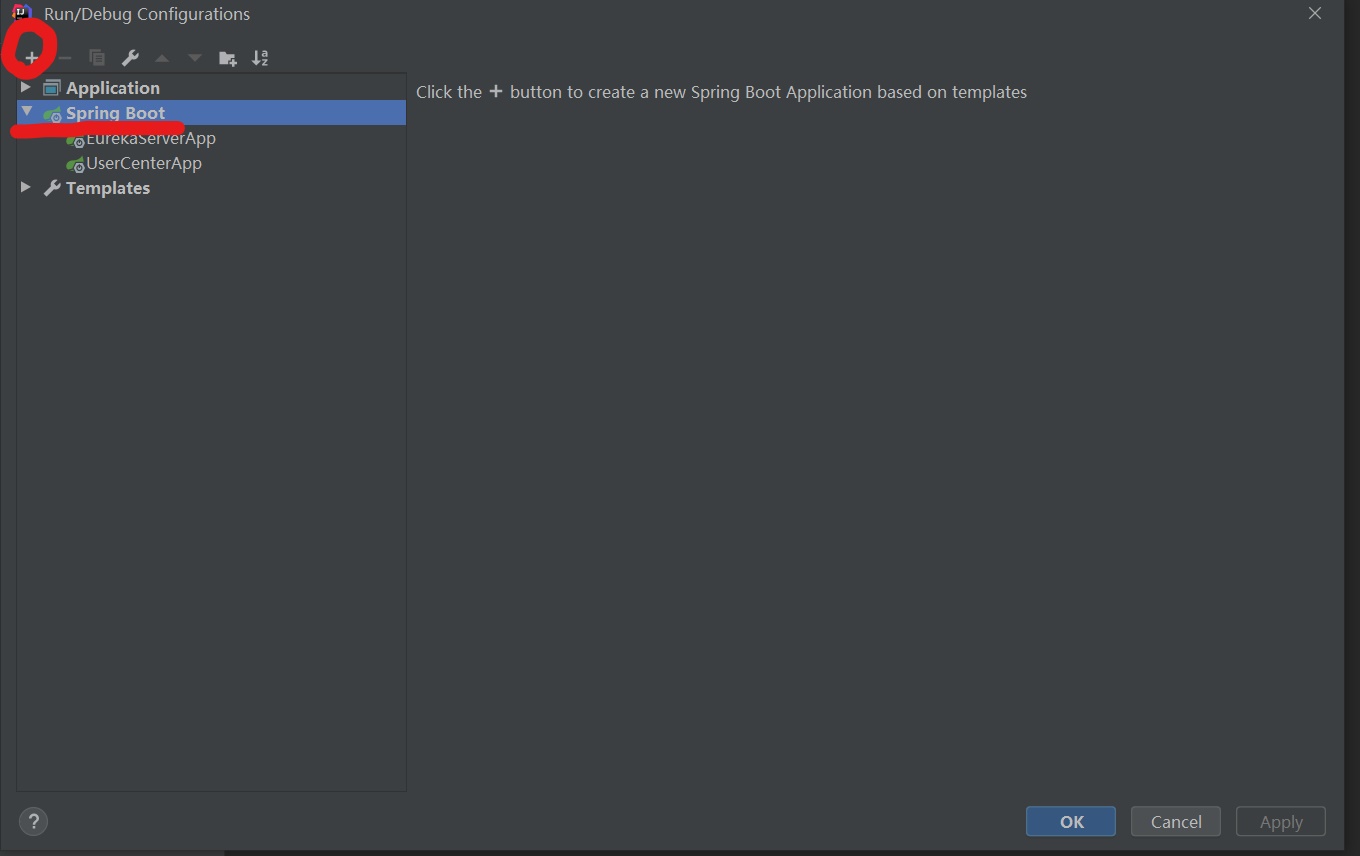 Run/Debug Configurations
Application
Click the + button to create a new Spring Boot Application based on templates
Spring Boot
EurekaServerApp
UserCenterApp
Templates
?
OK
Cancel
Apply